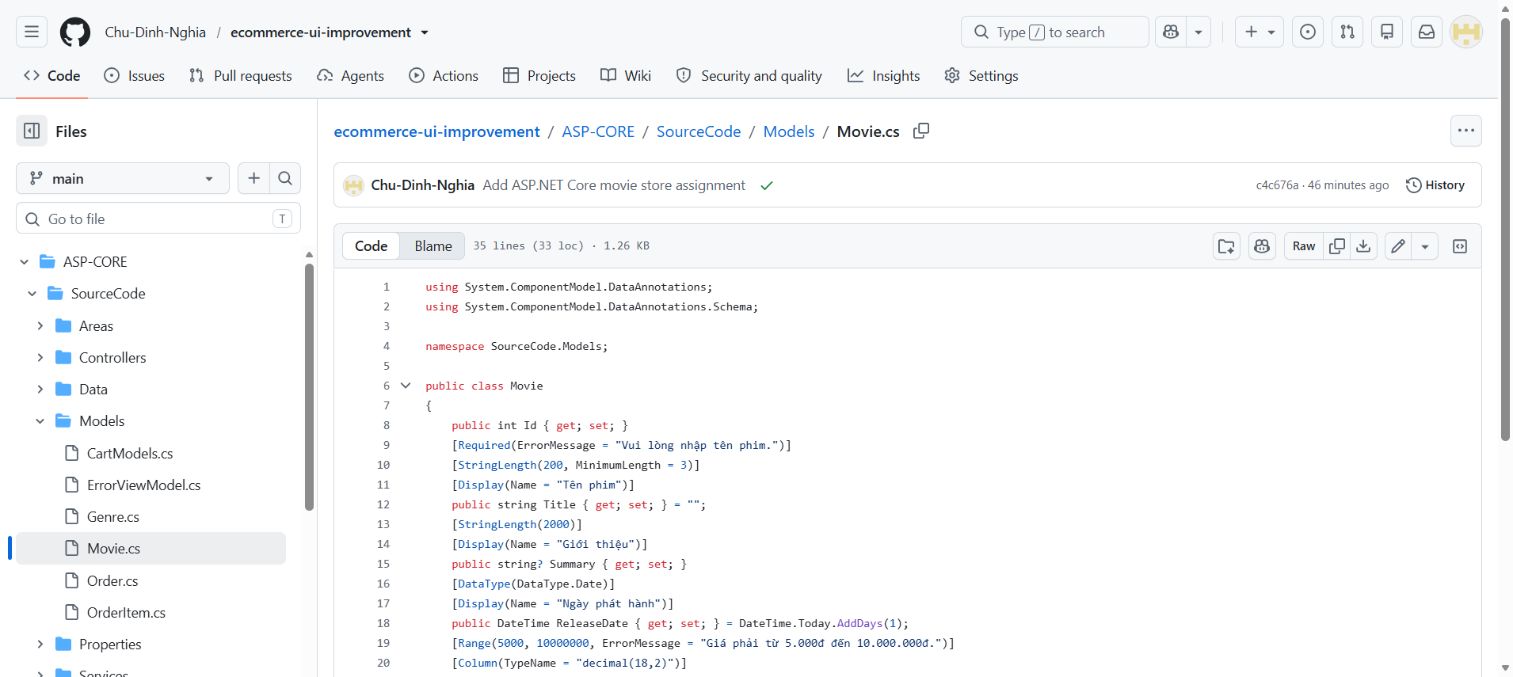 Chu-Dinh-Nghia / ecommerce-ui-improvement
Type / to search
Code Issues Pull requests Agents Actions Projects Wiki Security and quality Insights Settings
Files
main
Go to file T
ASP-CORE
SourceCode
Areas
Controllers
Data
Models
CartModels.cs
ErrorViewModel.cs
Genre.cs
Movie.cs
Order.cs
OrderItem.cs
Properties
Services
ecommerce-ui-improvement / ASP-CORE / SourceCode / Models / Movie.cs
Chu-Dinh-Nghia Add ASP.NET Core movie store assignment c4c676a · 46 minutes ago History
Code Blame 35 lines (33 loc) · 1.26 KB Raw
1 using System.ComponentModel.DataAnnotations;
2 using System.ComponentModel.DataAnnotations.Schema;
3
4 namespace SourceCode.Models;
5
6 public class Movie
7 {
8 public int Id { get; set; }
9 [Required(ErrorMessage = "Vui lòng nhập tên phim.")]
10 [StringLength(200, MinimumLength = 3)]
11 [Display(Name = "Tên phim")]
12 public string Title { get; set; } = "";
13 [StringLength(2000)]
14 [Display(Name = "Giới thiệu")]
15 public string? Summary { get; set; }
16 [DataType(DataType.Date)]
17 [Display(Name = "Ngày phát hành")]
18 public DateTime ReleaseDate { get; set; } = DateTime.Today.AddDays(1);
19 [Range(5000, 10000000, ErrorMessage = "Giá phải từ 5.000đ đến 10.000.000đ.")]
20 [Column(TypeName = "decimal(18,2)")]